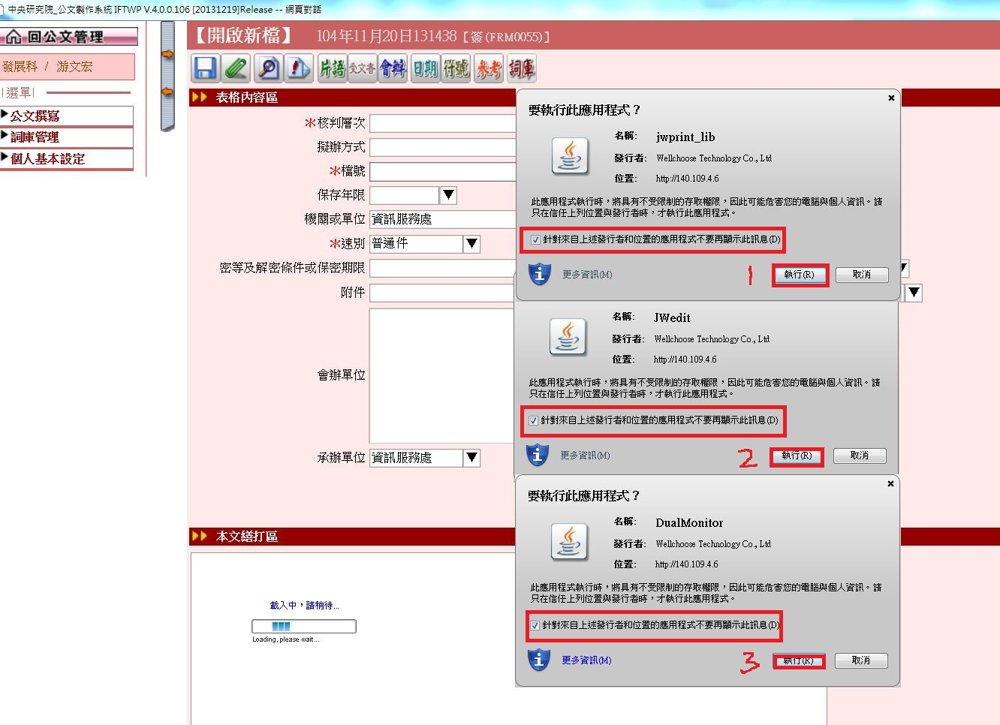 中央研究院_公文製作系統 IFTWP V.4.0.0.106 [20131219]Release -- 網頁對話
回公文管理
發展科 / 游文宏
|選單|
公文撰寫
詞庫管理
個人基本設定
【開啟新檔】 104年11月20日131438 [簽(FRM0055)]
片語 受文者 會辦 日期 符號 參考 詞庫
表格內容區
*核判層次
擬辦方式
*檔號
保存年限
機關或單位 資訊服務處
*速別 普通件
密等及解密條件或保密期限
附件
會辦單位
承辦單位 資訊服務處
本文繕打區
載入中，請稍待...
Loading, please wait...
要執行此應用程式？
名稱: jwprint_lib
發行者: Wellchoose Technology Co., Ltd
位置: http://140.109.4.6
此應用程式執行時，將具有不受限制的存取權限，因此可能危害您的電腦與個人資訊。請
只在信任上列位置與發行者時，才執行此應用程式。
針對來自上述發行者和位置的應用程式不要再顯示此訊息(D)
更多資訊(M) 1 執行(R) 取消
名稱: JWedit
發行者: Wellchoose Technology Co., Ltd
位置: http://140.109.4.6
此應用程式執行時，將具有不受限制的存取權限，因此可能危害您的電腦與個人資訊。請
只在信任上列位置與發行者時，才執行此應用程式。
針對來自上述發行者和位置的應用程式不要再顯示此訊息(D)
更多資訊(M) 2 執行(R) 取消
要執行此應用程式？
名稱: DualMonitor
發行者: Wellchoose Technology Co., Ltd
位置: http://140.109.4.6
此應用程式執行時，將具有不受限制的存取權限，因此可能危害您的電腦與個人資訊。請
只在信任上列位置與發行者時，才執行此應用程式。
針對來自上述發行者和位置的應用程式不要再顯示此訊息(D)
更多資訊(M) 3 執行(R) 取消